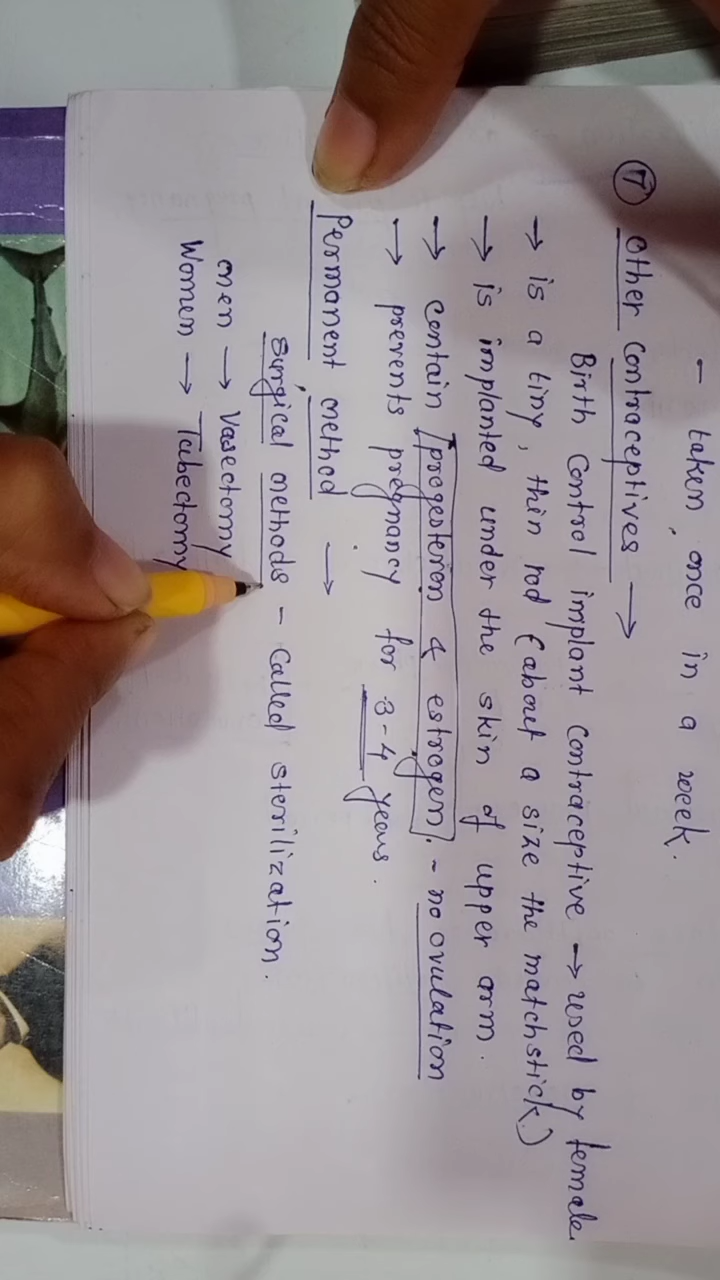 - taken once in a week.
⑦ Other contraceptives →
Birth control implant contraceptive → used by female
→ is a tiny, thin rod (about a size the matchstick)
→ is implanted under the skin of upper arm.
→ contain [progesteron & estrogen]. - no ovulation
→ prevents pregnancy for 3-4 years.
Permanent method →
Surgical methods - called sterilization.
men → Vasectomy
Women → Tubectomy